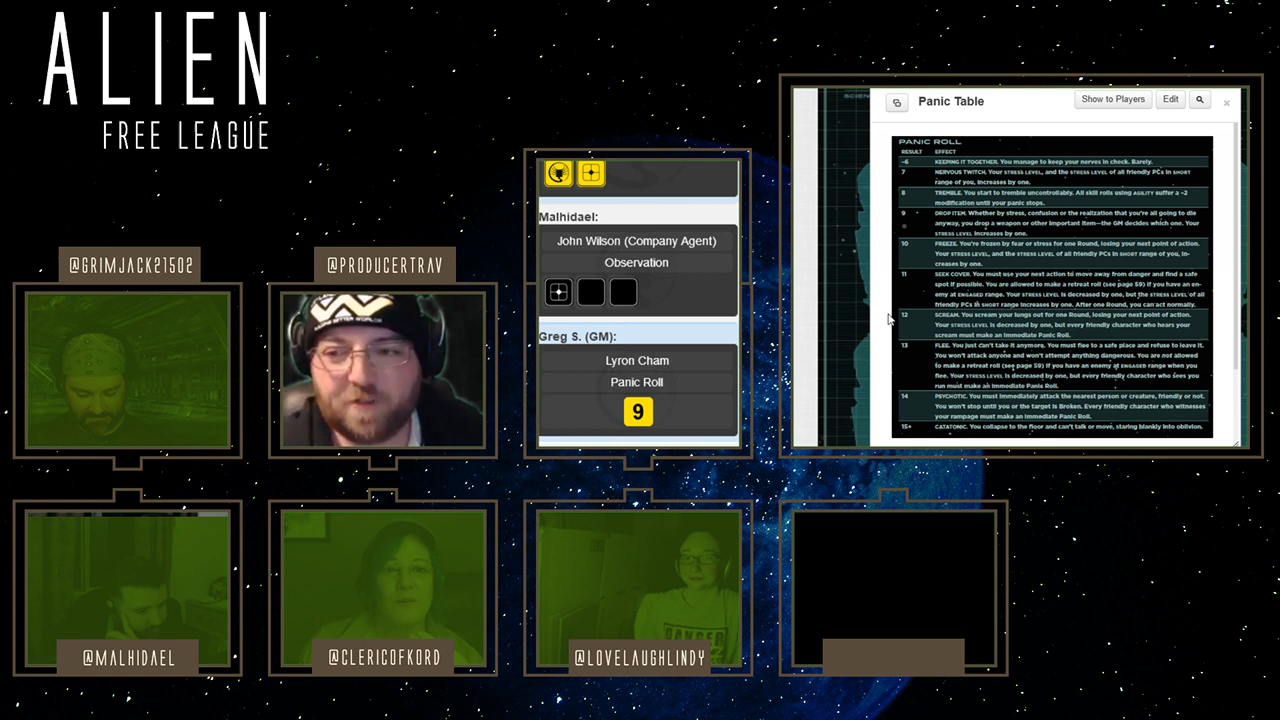 ALIEN
FREE LEAGUE
@GRIMJACK21502
@PRODUCERTRAV
Malhidael:
John Wilson (Company Agent)
Observation
Greg S. (GM):
Lyron Cham
Panic Roll
9
Panic Table
Show to Players
Edit
PANIC ROLL
RESULT EFFECT
~6 KEEPING IT TOGETHER. You manage to keep your nerves in check. Barely.
7 NERVOUS TWITCH. Your STRESS LEVEL, and the STRESS LEVEL of all friendly PCs in SHORT
range of you, increases by one.
8 TREMBLE. You start to tremble uncontrollably. All skill rolls using AGILITY suffer a –2
modification until your panic stops.
9 DROP ITEM. Whether by stress, confusion or the realization that you're all going to die
anyway, you drop a weapon or other important item—the GM decides which one. Your
STRESS LEVEL increases by one.
10 FREEZE. You're frozen by fear or stress for one Round, losing your next point of action.
Your STRESS LEVEL, and the STRESS LEVEL of all friendly PCs in SHORT range of you, in-
creases by one.
11 SEEK COVER. You must use your next action to move away from danger and find a safe
spot if possible. You are allowed to make a retreat roll (see page 59) if you have an en-
emy at ENGAGED range. Your STRESS LEVEL is decreased by one, but the STRESS LEVEL of all
friendly PCs in SHORT range increases by one. After one Round, you can act normally.
12 SCREAM. You scream your lungs out for one Round, losing your next point of action.
Your STRESS LEVEL is decreased by one, but every friendly character who hears your
scream must make an immediate Panic Roll.
13 FLEE. You just can't take it anymore. You must flee to a safe place and refuse to leave it.
You won't attack anyone and won't attempt anything dangerous. You are not allowed
to make a retreat roll (see page 59) if you have an enemy at ENGAGED range when you
flee. Your STRESS LEVEL is decreased by one, but every friendly character who sees you
run must make an immediate Panic Roll.
14 PSYCHOTIC. You must immediately attack the nearest person or creature, friendly or not.
You won't stop until you or the target is Broken. Every friendly character who witnesses
your rampage must make an immediate Panic Roll.
15+ CATATONIC. You collapse to the floor and can't talk or move, staring blankly into oblivion.
DANGER
@MALHIDAEL
@CLERICOFKORD
@LOVELAUGHLINDY